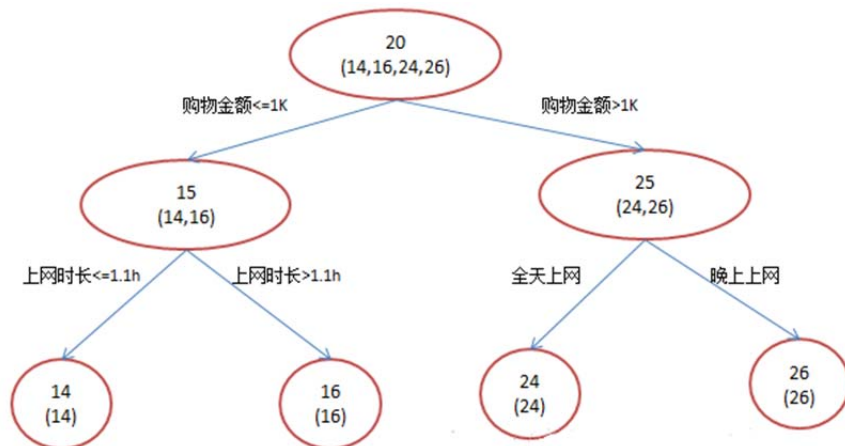 20
(14,16,24,26)
购物金额<=1K
购物金额>1K
15
(14,16)
25
(24,26)
上网时长<=1.1h
上网时长>1.1h
全天上网
晚上上网
14
(14)
16
(16)
24
(24)
26
(26)